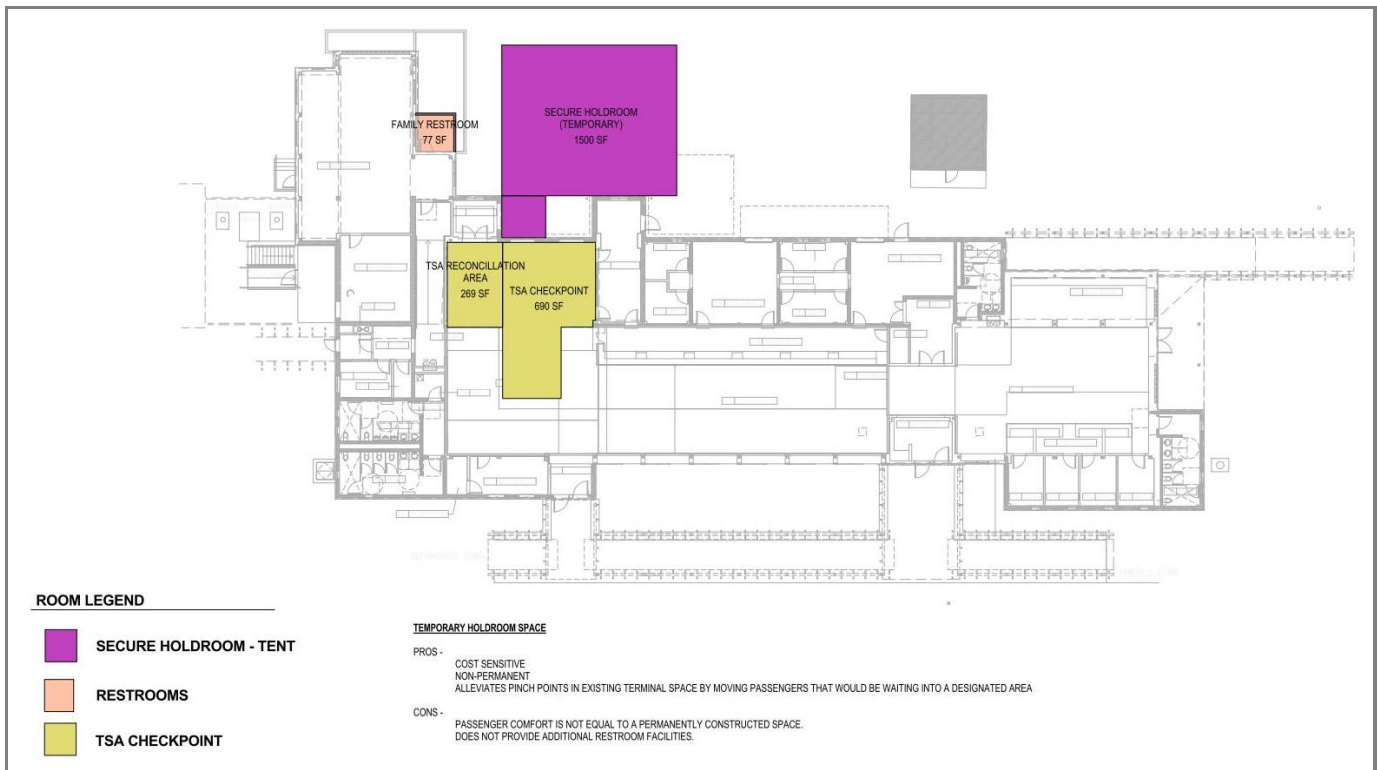 SECURE HOLDROOM
(TEMPORARY)
1500 SF
FAMILY RESTROOM
77 SF
TSA RECONCILLATION
AREA
269 SF
TSA CHECKPOINT
690 SF
ROOM LEGEND
SECURE HOLDROOM - TENT
RESTROOMS
TSA CHECKPOINT
TEMPORARY HOLDROOM SPACE
PROS -
COST SENSITIVE
NON-PERMANENT
ALLEVIATES PINCH POINTS IN EXISTING TERMINAL SPACE BY MOVING PASSENGERS THAT WOULD BE WAITING INTO A DESIGNATED AREA
CONS -
PASSENGER COMFORT IS NOT EQUAL TO A PERMANENTLY CONSTRUCTED SPACE.
DOES NOT PROVIDE ADDITIONAL RESTROOM FACILITIES.